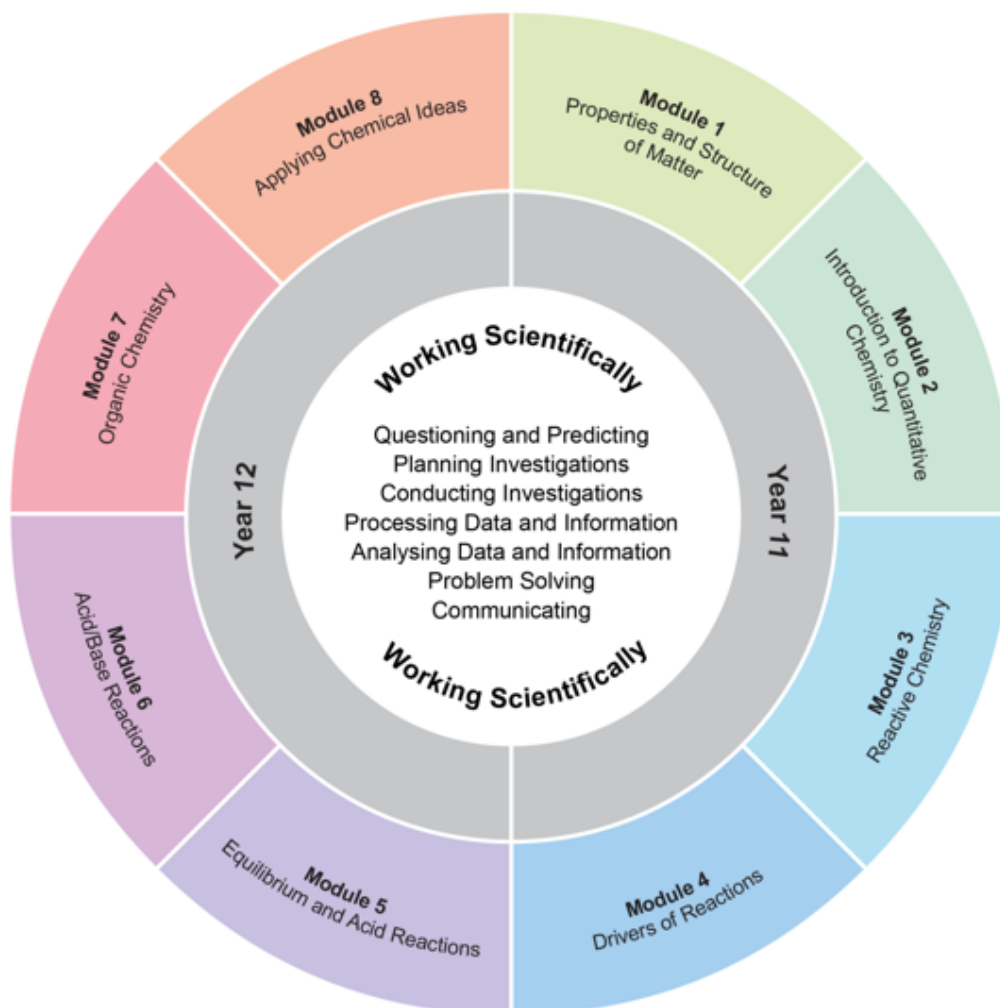 Module 1
Properties and Structure
of Matter
Module 2
Introduction to Quantitative
Chemistry
Module 3
Reactive Chemistry
Module 4
Drivers of Reactions
Module 5
Equilibrium and Acid Reactions
Module 6
Acid/Base Reactions
Module 7
Organic Chemistry
Module 8
Applying Chemical Ideas
Year 11
Year 12
Working Scientifically
Questioning and Predicting
Planning Investigations
Conducting Investigations
Processing Data and Information
Analysing Data and Information
Problem Solving
Communicating
Working Scientifically